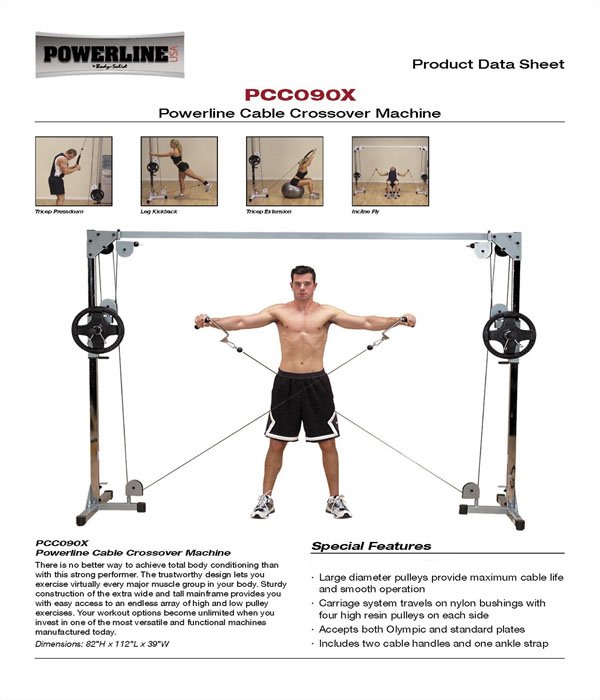 POWERLINE USA
by Body-Solid
Product Data Sheet
PCC090X
Powerline Cable Crossover Machine
Tricep Pressdown
Leg Kickback
Tricep Extension
Incline Fly
PCC090X
Powerline Cable Crossover Machine
There is no better way to achieve total body conditioning than
with this strong performer. The trustworthy design lets you
exercise virtually every major muscle group in your body. Sturdy
construction of the extra wide and tall mainframe provides you
with easy access to an endless array of high and low pulley
exercises. Your workout options become unlimited when you
invest in one of the most versatile and functional machines
manufactured today.
Dimensions: 82"H x 112"L x 39"W
Special Features
· Large diameter pulleys provide maximum cable life
and smooth operation
· Carriage system travels on nylon bushings with
four high resin pulleys on each side
· Accepts both Olympic and standard plates
· Includes two cable handles and one ankle strap